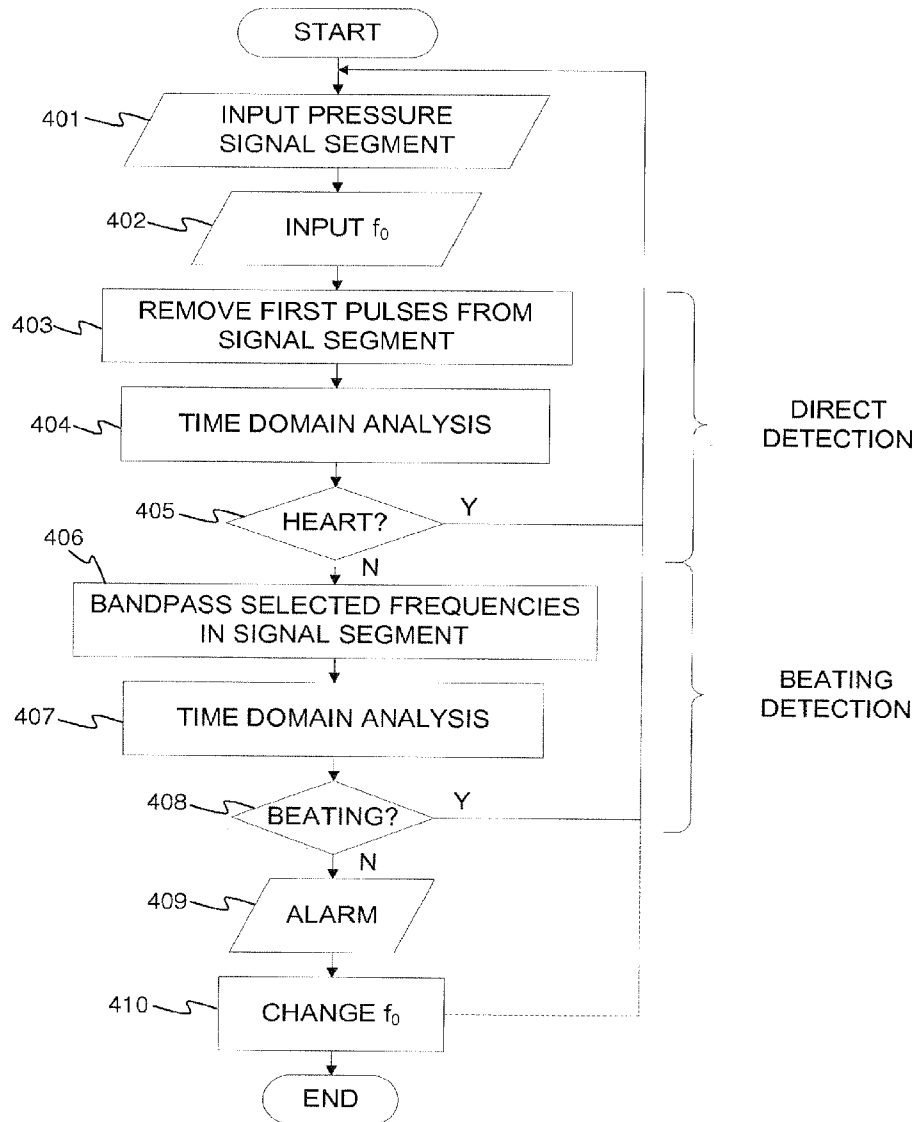 START
401
INPUT PRESSURE
SIGNAL SEGMENT
402
INPUT f₀
403
REMOVE FIRST PULSES FROM
SIGNAL SEGMENT
404
TIME DOMAIN ANALYSIS
DIRECT
DETECTION
405
HEART?
Y
N
406
BANDPASS SELECTED FREQUENCIES
IN SIGNAL SEGMENT
407
TIME DOMAIN ANALYSIS
BEATING
DETECTION
408
BEATING?
Y
N
409
ALARM
410
CHANGE f₀
END